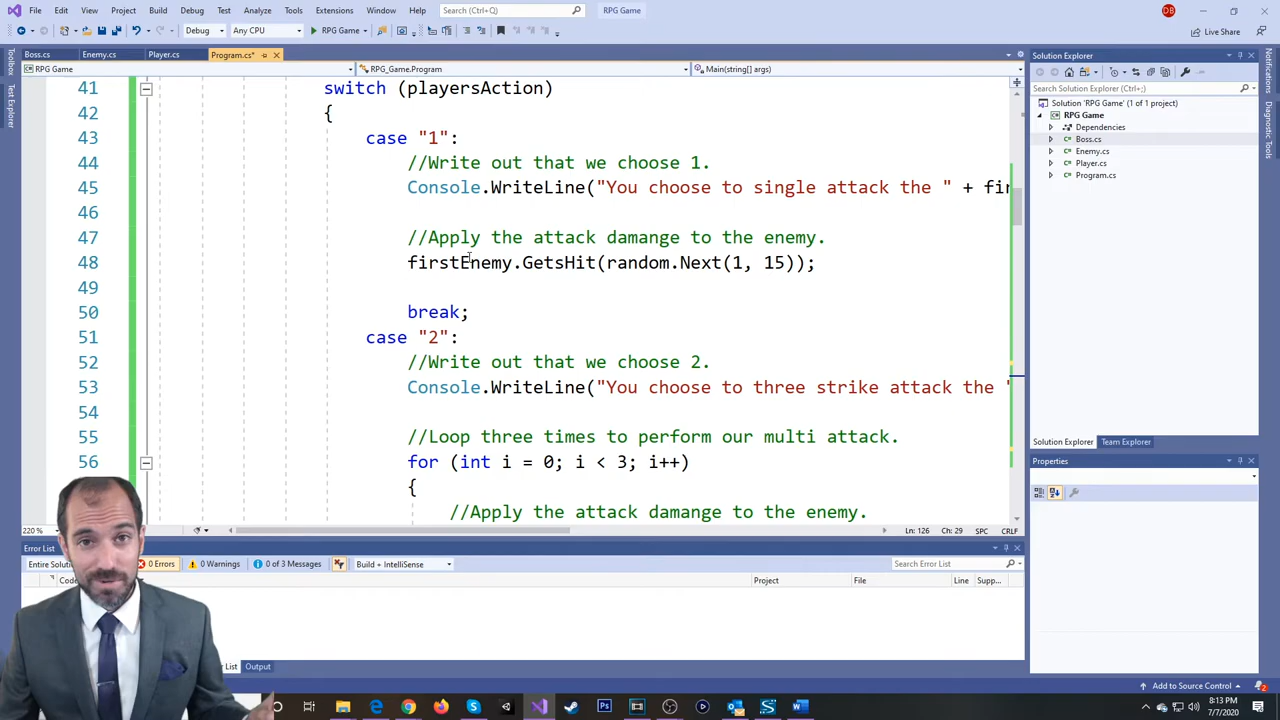 File Edit View Project Build Debug Test Analyze Tools Extensions Window Help Search (Ctrl+Q) RPG Game DB
Debug Any CPU RPG Game Live Share
Boss.cs Enemy.cs Player.cs Program.cs*
RPG Game RPG_Game.Program Main(string[] args)
Toolbox
Test Explorer
41 switch (playersAction)
42 {
43 case "1":
44 //Write out that we choose 1.
45 Console.WriteLine("You choose to single attack the " + fir
46
47 //Apply the attack damange to the enemy.
48 firstEnemy.GetsHit(random.Next(1, 15));
49
50 break;
51 case "2":
52 //Write out that we choose 2.
53 Console.WriteLine("You choose to three strike attack the "
54
55 //Loop three times to perform our multi attack.
56 for (int i = 0; i < 3; i++)
{
//Apply the attack damange to the enemy.
220 % Ln: 126 Ch: 29 SPC CRLF
Solution Explorer
Search Solution Explorer (Ctrl+;)
Solution 'RPG Game' (1 of 1 project)
RPG Game
Dependencies
Boss.cs
Enemy.cs
Player.cs
Program.cs
Solution Explorer Team Explorer
Properties
Notifications
Diagnostic Tools
Error List
Entire Solution 0 Errors 0 Warnings 0 of 3 Messages Build + IntelliSense Search Error List
Code Project File Line Supp...
List Output
Add to Source Control 2
8:13 PM
7/7/2020